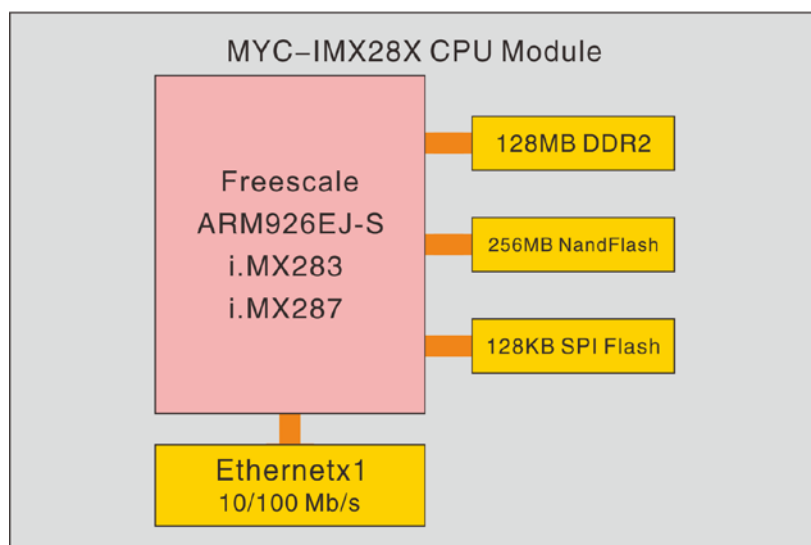 MYC-IMX28X CPU Module
Freescale
ARM926EJ-S
i.MX283
i.MX287
128MB DDR2
256MB NandFlash
128KB SPI Flash
Ethernetx1
10/100 Mb/s